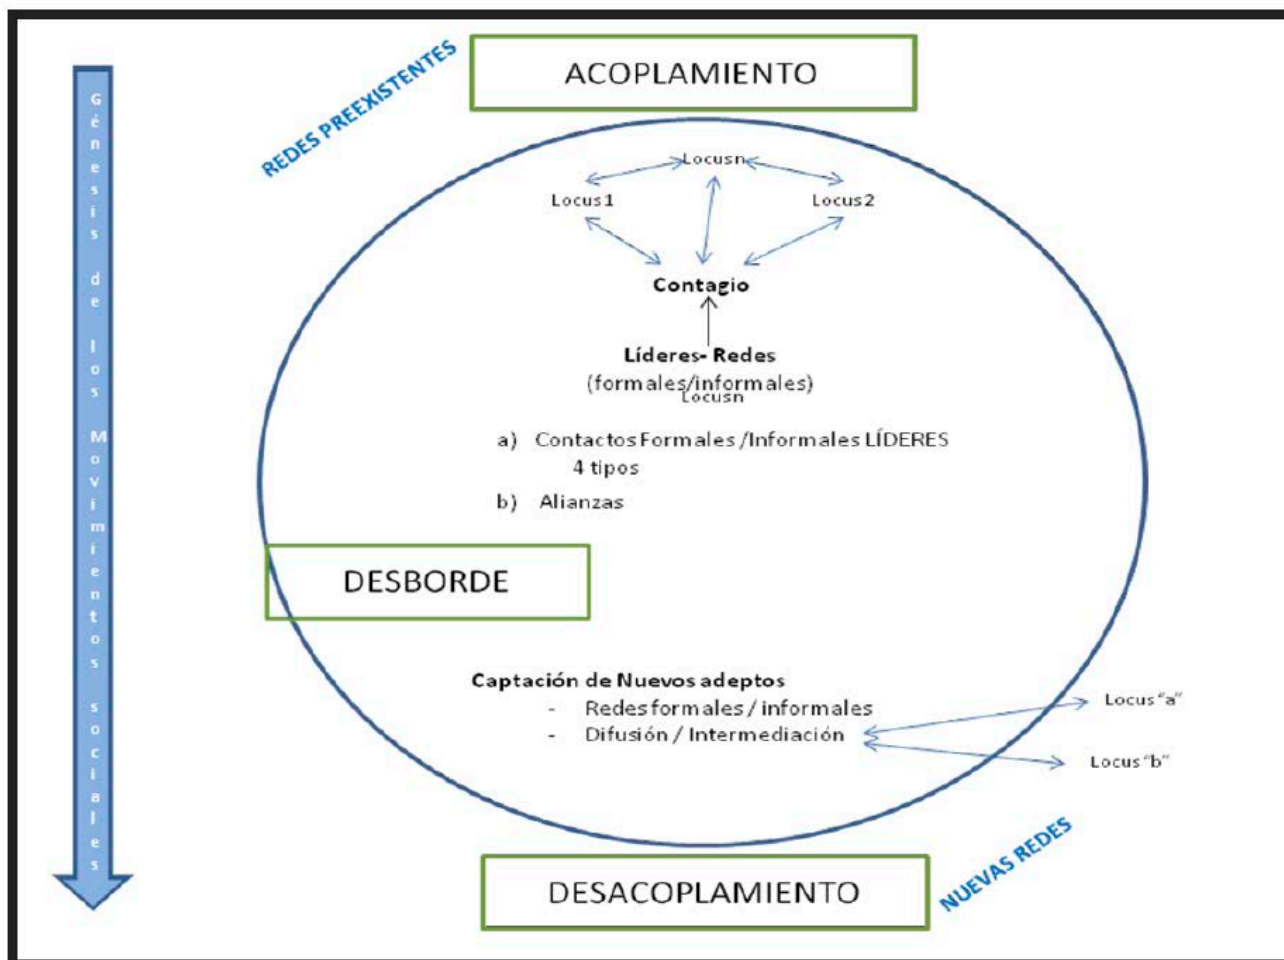 Génesis de los Movimientos sociales
REDES PREEXISTENTES
ACOPLAMIENTO
Locusn
Locus1
Locus2
Contagio
Líderes- Redes
(formales/informales)
Locusn
a) Contactos Formales /Informales LÍDERES
4 tipos
b) Alianzas
DESBORDE
Captación de Nuevos adeptos
- Redes formales / informales
- Difusión / Intermediación
Locus "a"
Locus "b"
NUEVAS REDES
DESACOPLAMIENTO